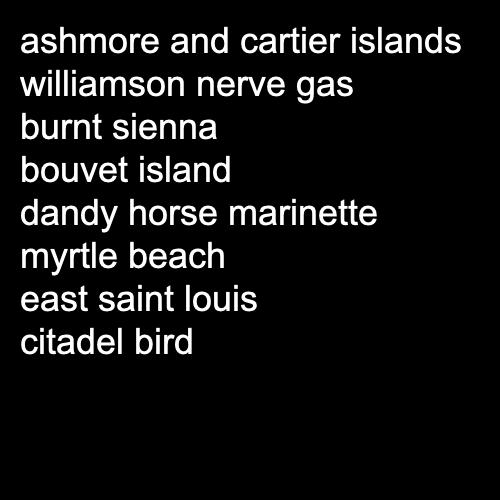 ashmore and cartier islands
williamson nerve gas
burnt sienna
bouvet island
dandy horse marinette
myrtle beach
east saint louis
citadel bird